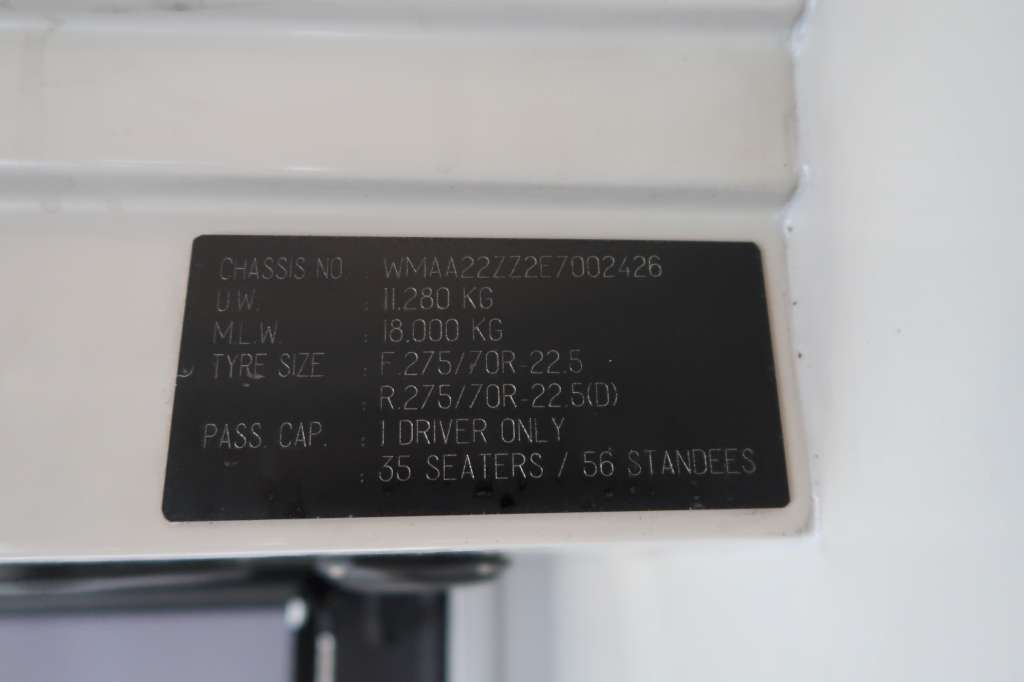 CHASSIS NO. : WMAA22ZZ2E7002426
U.W. : 11.280 KG
M.L.W. : 18.000 KG
TYRE SIZE : F.275/70R-22.5
: R.275/70R-22.5(D)
PASS. CAP. : 1 DRIVER ONLY
: 35 SEATERS / 56 STANDEES